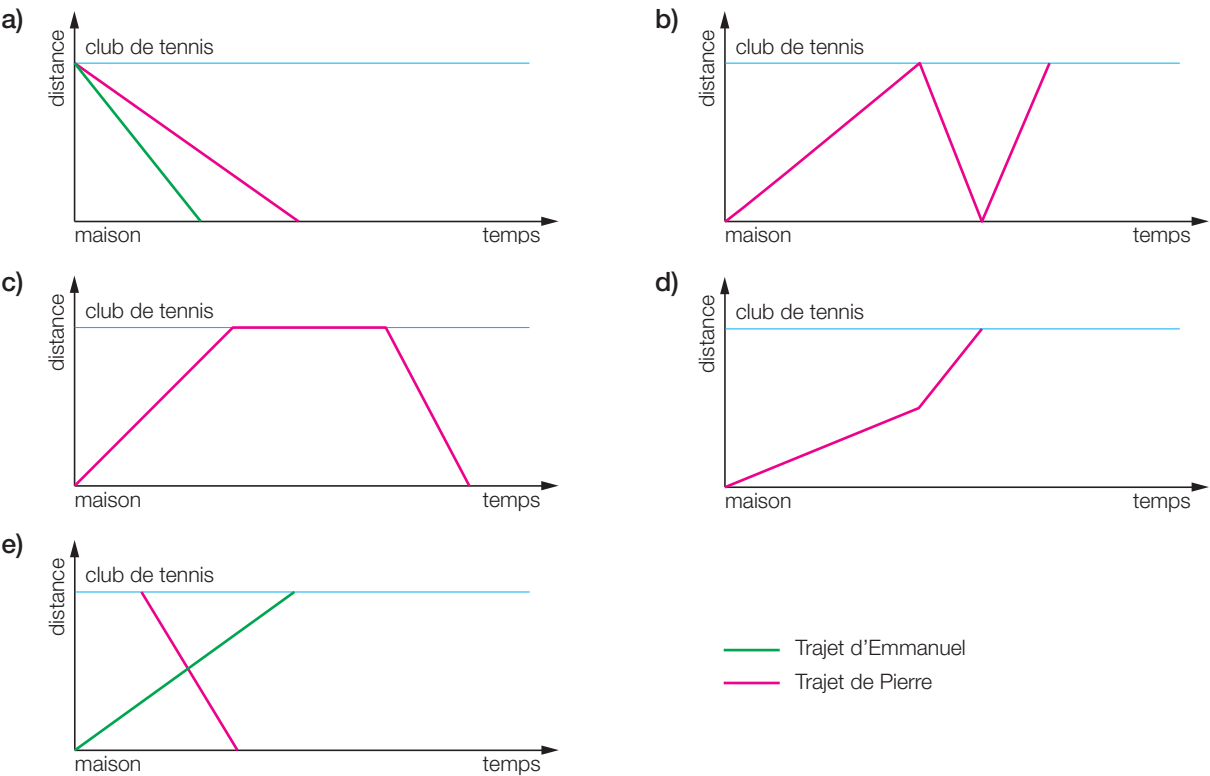 a)
distance
club de tennis
maison
temps
b)
distance
club de tennis
maison
temps
c)
distance
club de tennis
maison
temps
d)
distance
club de tennis
maison
temps
e)
distance
club de tennis
maison
temps
Trajet d'Emmanuel
Trajet de Pierre